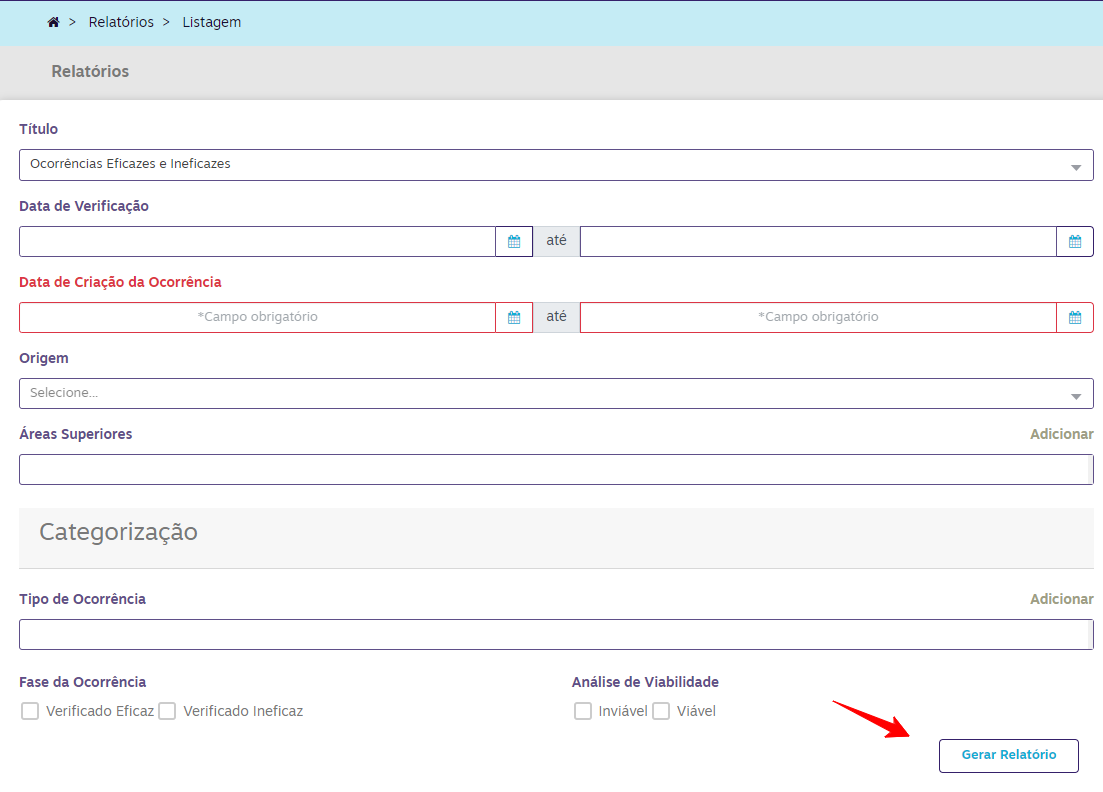 > Relatórios > Listagem
Relatórios
Título
Ocorrências Eficazes e Ineficazes
Data de Verificação
até
Data de Criação da Ocorrência
*Campo obrigatório até *Campo obrigatório
Origem
Selecione...
Áreas Superiores Adicionar
Categorização
Tipo de Ocorrência Adicionar
Fase da Ocorrência Análise de Viabilidade
Verificado Eficaz Verificado Ineficaz Inviável Viável
Gerar Relatório